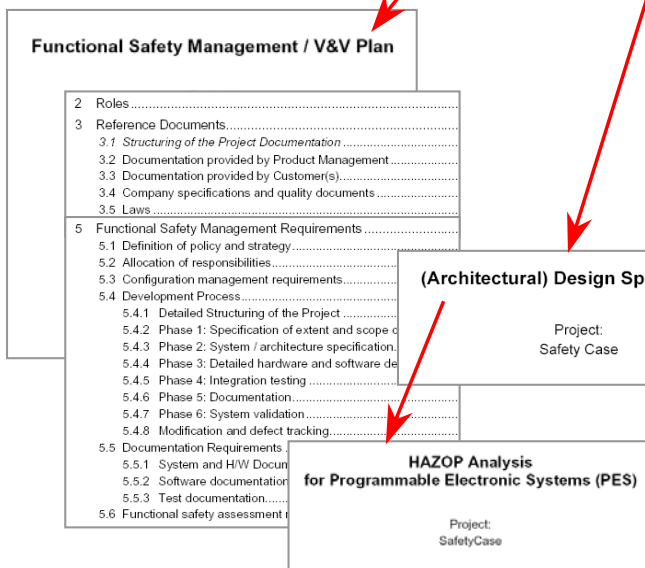 Functional Safety Management / V&V Plan
2 Roles
3 Reference Documents
3.1 Structuring of the Project Documentation
3.2 Documentation provided by Product Management
3.3 Documentation provided by Customer(s)
3.4 Company specifications and quality documents
3.5 Laws
5 Functional Safety Management Requirements
5.1 Definition of policy and strategy
5.2 Allocation of responsibilities
5.3 Configuration management requirements
5.4 Development Process
5.4.1 Detailed Structuring of the Project
5.4.2 Phase 1: Specification of extent and scope
5.4.3 Phase 2: System / architecture specification
5.4.4 Phase 3: Detailed hardware and software de
5.4.5 Phase 4: Integration testing
5.4.6 Phase 5: Documentation
5.4.7 Phase 6: System validation
5.4.8 Modification and defect tracking
5.5 Documentation Requirements
5.5.1 System and H/W Docum
5.5.2 Software documentation
5.5.3 Test documentation
5.6 Functional safety assessment
(Architectural) Design Sp
Project:
Safety Case
HAZOP Analysis
for Programmable Electronic Systems (PES)
Project:
SafetyCase